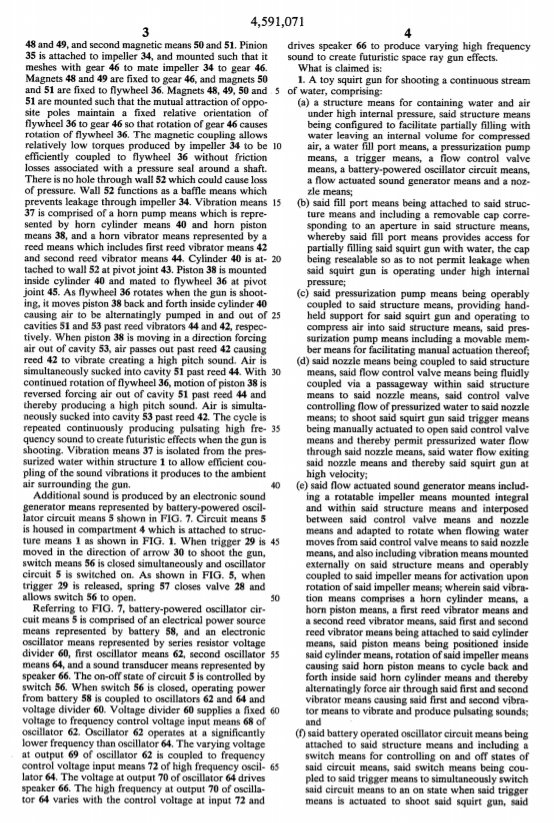 4,591,071
3
48 and 49, and second magnetic means 50 and 51. Pinion
35 is attached to impeller 34, and mounted such that it
meshes with gear 46 to mate impeller 34 to gear 46.
Magnets 48 and 49 are fixed to gear 46, and magnets 50
and 51 are fixed to flywheel 36. Magnets 48, 49, 50 and
51 are mounted such that the mutual attraction of oppo-
site poles maintain a fixed relative orientation of
flywheel 36 to gear 46 so that rotation of gear 46 causes
rotation of flywheel 36. The magnetic coupling allows
relatively low torques produced by impeller 34 to be
efficiently coupled to flywheel 36 without friction
losses associated with a pressure seal around a shaft.
There is no hole through wall 52 which could cause loss
of pressure. Wall 52 functions as a baffle means which
prevents leakage through impeller 34. Vibration means
37 is comprised of a horn pump means which is repre-
sented by horn cylinder means 40 and horn piston
means 38, and a horn vibrator means represented by a
reed means which includes first reed vibrator means 42
and second reed vibrator means 44. Cylinder 40 is at-
tached to wall 52 at pivot joint 43. Piston 38 is mounted
inside cylinder 40 and mated to flywheel 36 at pivot
joint 45. As flywheel 36 rotates when the gun is shoot-
ing, it moves piston 38 back and forth inside cylinder 40
causing air to be alternatingly pumped in and out of
cavities 51 and 53 past reed vibrators 44 and 42, respec-
tively. When piston 38 is moving in a direction forcing
air out of cavity 53, air passes out past reed 42 causing
reed 42 to vibrate creating a high pitch sound. Air is
simultaneously sucked into cavity 51 past reed 44. With
continued rotation of flywheel 36, motion of piston 38 is
reversed forcing air out of cavity 51 past reed 44 and
thereby producing a high pitch sound. Air is simulta-
neously sucked into cavity 53 past reed 42. The cycle is
repeated continuously producing pulsating high fre-
quency sound to create futuristic effects when the gun is
shooting. Vibration means 37 is isolated from the pres-
surized water within structure 1 to allow efficient cou-
pling of the sound vibrations it produces to the ambient
air surrounding the gun.
Additional sound is produced by an electronic sound
generator means represented by battery-powered oscil-
lator circuit means 5 shown in FIG. 7. Circuit means 5
is housed in compartment 4 which is attached to struc-
ture means 1 as shown in FIG. 1. When trigger 29 is
moved in the direction of arrow 30 to shoot the gun,
switch means 56 is closed simultaneously and oscillator
circuit 5 is switched on. As shown in FIG. 5, when
trigger 29 is released, spring 57 closes valve 28 and
allows switch 56 to open.
Referring to FIG. 7, battery-powered oscillator cir-
cuit means 5 is comprised of an electrical power source
means represented by battery 58, and an electronic
oscillator means represented by series resistor voltage
divider 60, first oscillator means 62, second oscillator
means 64, and a sound transducer means represented by
speaker 66. The on-off state of circuit 5 is controlled by
switch 56. When switch 56 is closed, operating power
from battery 58 is coupled to oscillators 62 and 64 and
voltage divider 60. Voltage divider 60 supplies a fixed
voltage to frequency control voltage input means 68 of
oscillator 62. Oscillator 62 operates at a significantly
lower frequency than oscillator 64. The varying voltage
at output 69 of oscillator 62 is coupled to frequency
control voltage input means 72 of high frequency oscil-
lator 64. The voltage at output 70 of oscillator 64 drives
speaker 66. The high frequency at output 70 of oscilla-
tor 64 varies with the control voltage at input 72 and
5
10
15
20
25
30
35
40
45
50
55
60
65
4
drives speaker 66 to produce varying high frequency
sound to create futuristic space ray gun effects.
What is claimed is:
1. A toy squirt gun for shooting a continuous stream
of water, comprising:
(a) a structure means for containing water and air
under high internal pressure, said structure means
being configured to facilitate partially filling with
water leaving an internal volume for compressed
air, a water fill port means, a pressurization pump
means, a trigger means, a flow control valve
means, a battery-powered oscillator circuit means,
a flow actuated sound generator means and a noz-
zle means;
(b) said fill port means being attached to said struc-
ture means and including a removable cap corre-
sponding to an aperture in said structure means,
whereby said fill port means provides access for
partially filling said squirt gun with water, the cap
being resealable so as to not permit leakage when
said squirt gun is operating under high internal
pressure;
(c) said pressurization pump means being operably
coupled to said structure means, providing hand-
held support for said squirt gun and operating to
compress air into said structure means, said pres-
surization pump means including a movable mem-
ber means for facilitating manual actuation thereof;
(d) said nozzle means being coupled to said structure
means, said flow control valve means being fluidly
coupled via a passageway within said structure
means to said nozzle means, said control valve
controlling flow of pressurized water to said nozzle
means; to shoot said squirt gun said trigger means
being manually actuated to open said control valve
means and thereby permit pressurized water flow
through said nozzle means, said water flow exiting
said nozzle means and thereby said squirt gun at
high velocity;
(e) said flow actuated sound generator means includ-
ing a rotatable impeller means mounted integral
and within said structure means and interposed
between said control valve means and nozzle
means and adapted to rotate when flowing water
moves from said control valve means to said nozzle
means, and also including vibration means mounted
externally on said structure means and operably
coupled to said impeller means for activation upon
rotation of said impeller means; wherein said vibra-
tion means comprises a horn cylinder means, a
horn piston means, a first reed vibrator means and
a second reed vibrator means, said first and second
reed vibrator means being attached to said cylinder
means, said piston means being positioned inside
said cylinder means, rotation of said impeller means
causing said horn piston means to cycle back and
forth inside said horn cylinder means and thereby
alternatingly force air through said first and second
vibrator means causing said first and second vibra-
tor means to vibrate and produce pulsating sounds;
and
(f) said battery operated oscillator circuit means being
attached to said structure means and including a
switch means for controlling on and off states of
said circuit means, said switch means being cou-
pled to said trigger means to simultaneously switch
said circuit means to an on state when said trigger
means is actuated to shoot said squirt gun, said